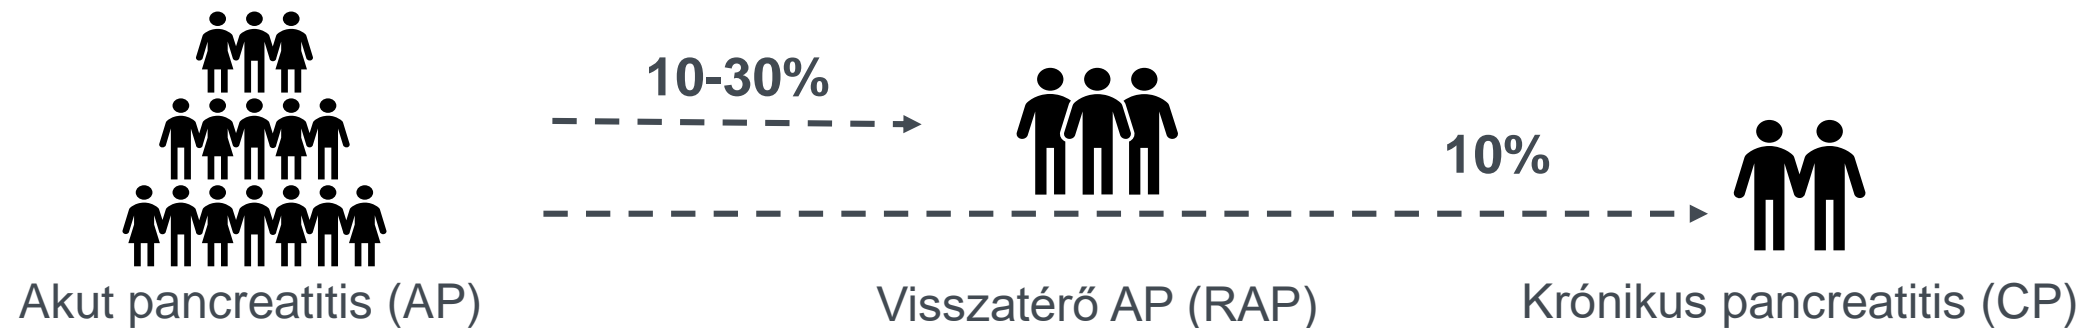 10-30%
10%
Akut pancreatitis (AP)
Visszatérő AP (RAP)
Krónikus pancreatitis (CP)